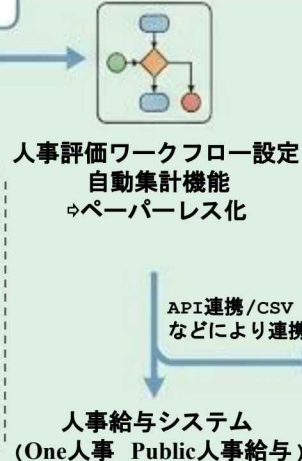 人事評価ワークフロー設定
自動集計機能
⇨ペーパーレス化
API連携/CSV
などにより連携
人事給与システム
(One人事 Public人事給与)